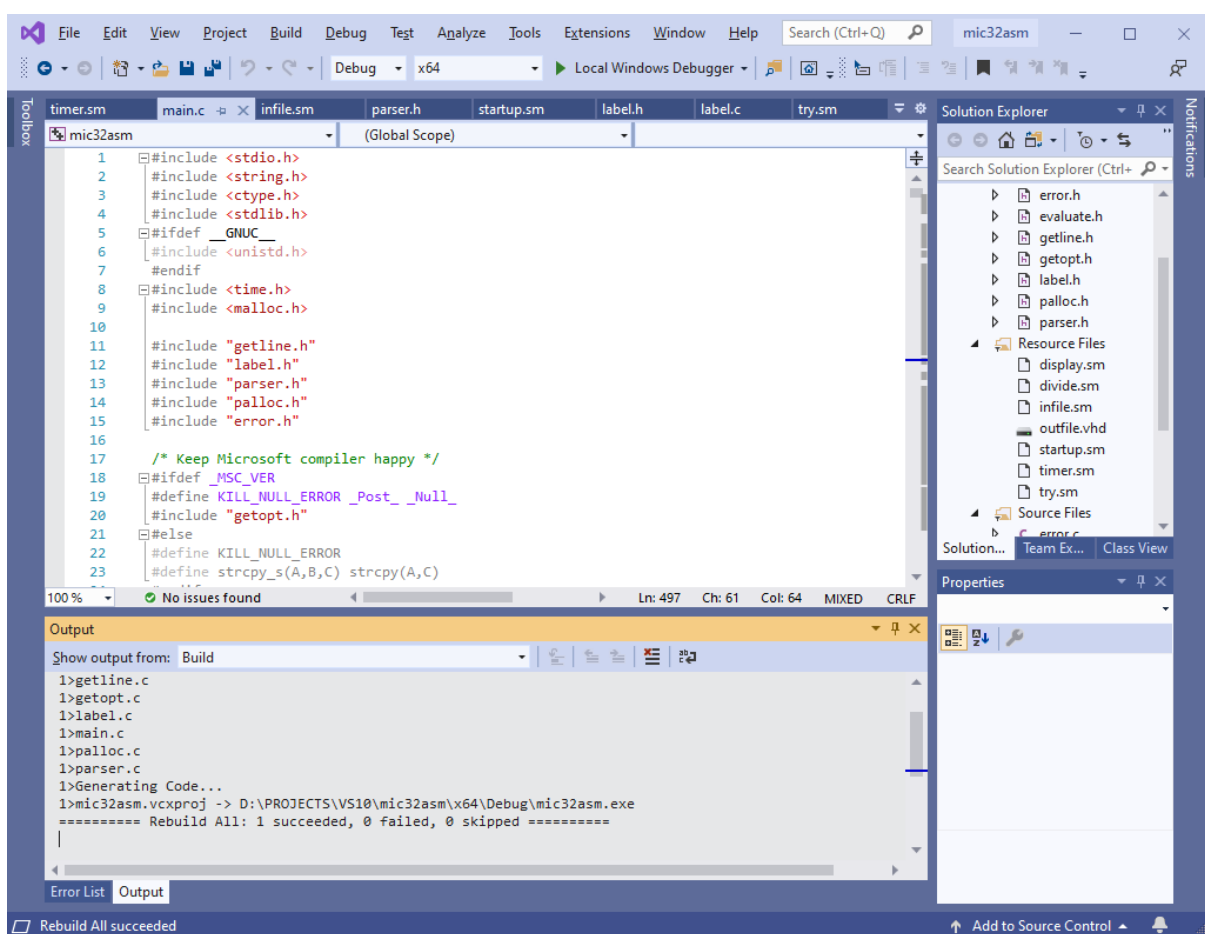 File Edit View Project Build Debug Test Analyze Tools Extensions Window Help Search (Ctrl+Q) mic32asm
Debug x64 Local Windows Debugger
Toolbox
timer.sm main.c infile.sm parser.h startup.sm label.h label.c try.sm
mic32asm (Global Scope)
1 #include <stdio.h>
2 #include <string.h>
3 #include <ctype.h>
4 #include <stdlib.h>
5 #ifdef __GNUC__
6 #include <unistd.h>
7 #endif
8 #include <time.h>
9 #include <malloc.h>
10
11 #include "getline.h"
12 #include "label.h"
13 #include "parser.h"
14 #include "palloc.h"
15 #include "error.h"
16
17 /* Keep Microsoft compiler happy */
18 #ifdef _MSC_VER
19 #define KILL_NULL_ERROR _Post_ _Null_
20 #include "getopt.h"
21 #else
22 #define KILL_NULL_ERROR
23 #define strcpy_s(A,B,C) strcpy(A,C)
100 % No issues found Ln: 497 Ch: 61 Col: 64 MIXED CRLF
Output
Show output from: Build
1>getline.c
1>getopt.c
1>label.c
1>main.c
1>palloc.c
1>parser.c
1>Generating Code...
1>mic32asm.vcxproj -> D:\PROJECTS\VS10\mic32asm\x64\Debug\mic32asm.exe
========== Rebuild All: 1 succeeded, 0 failed, 0 skipped ==========
Error List Output
Solution Explorer
Search Solution Explorer (Ctrl+
error.h
evaluate.h
getline.h
getopt.h
label.h
palloc.h
parser.h
Resource Files
display.sm
divide.sm
infile.sm
outfile.vhd
startup.sm
timer.sm
try.sm
Source Files
error.c
Solution... Team Ex... Class View
Properties
Notifications
Rebuild All succeeded Add to Source Control